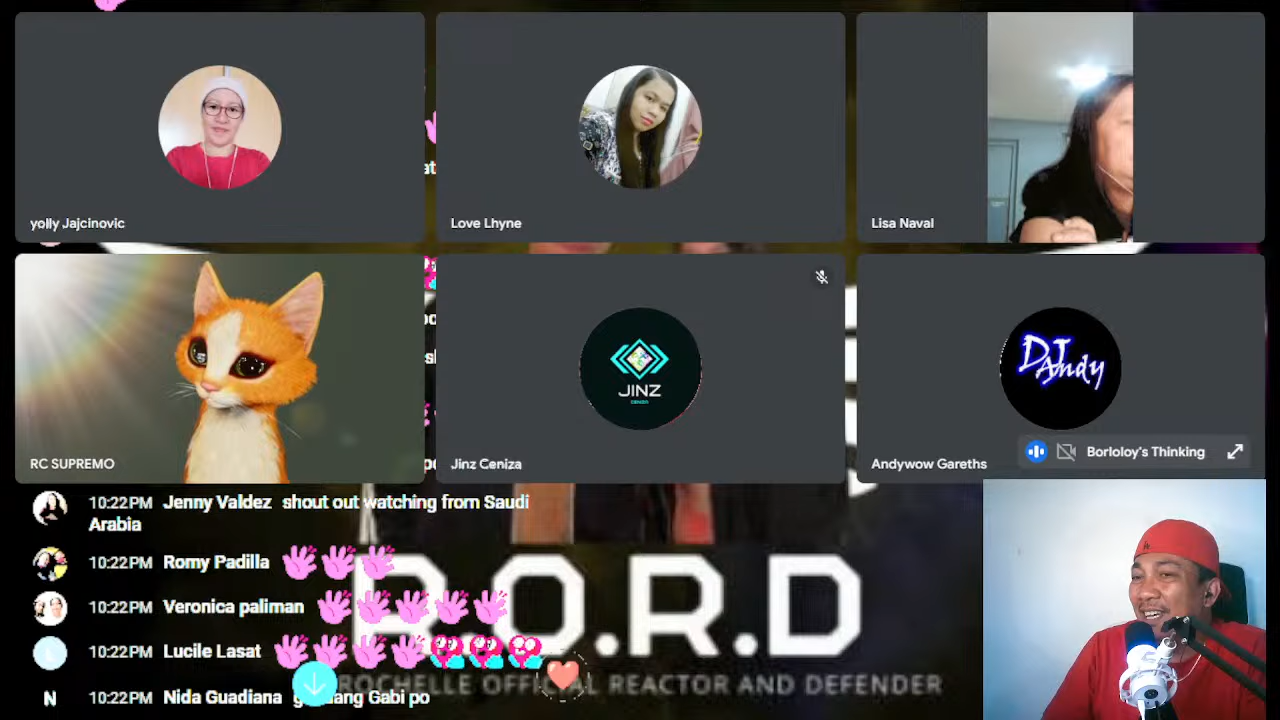 yolly Jajcinovic
Love Lhyne
Lisa Naval
RC SUPREMO
JINZ
Jinz Ceniza
DJ Andy
Andywow Gareths
Borloloy's Thinking
10:22PM Jenny Valdez shout out watching from Saudi
Arabia
10:22PM Romy Padilla
10:22PM Veronica paliman
10:22PM Lucile Lasat
N 10:22PM Nida Guadiana Gabi po
R.O.R.D
ROCHELLE OFFICIAL REACTOR AND DEFENDER